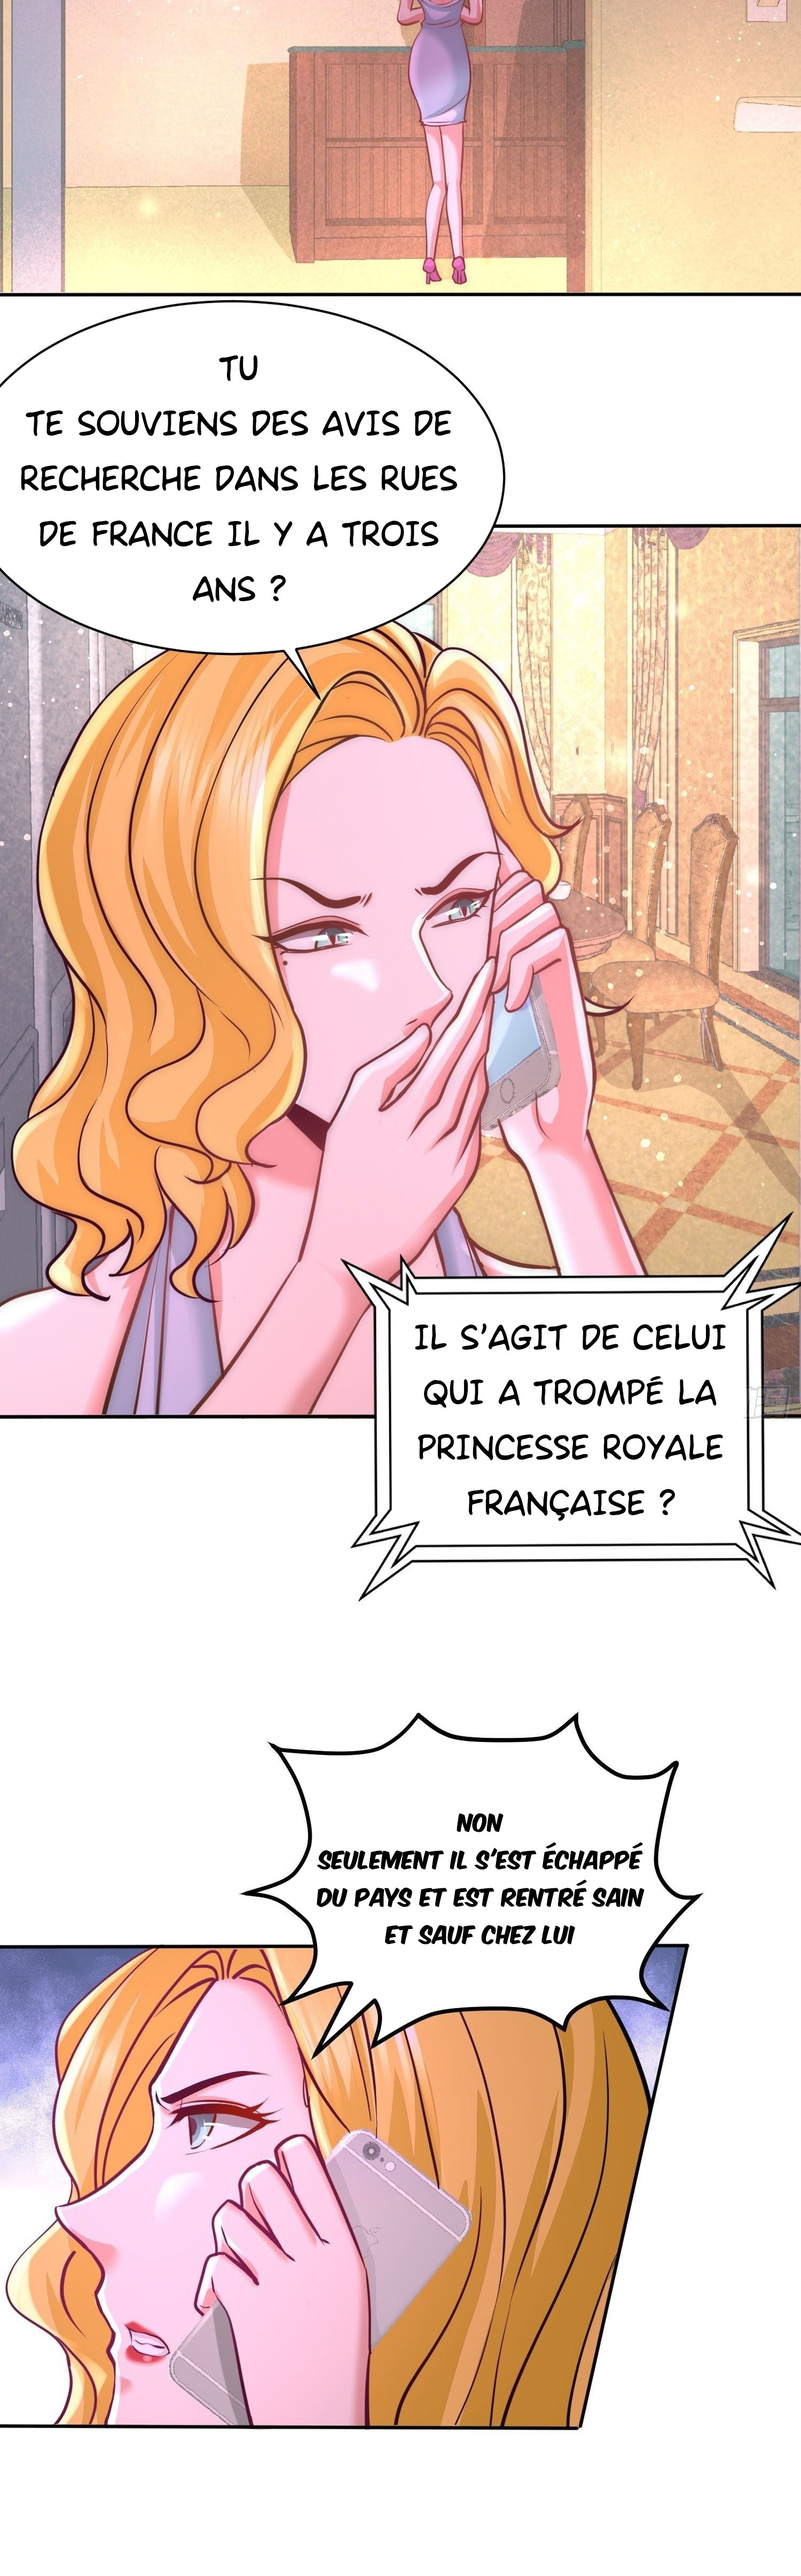 TU
TE SOUVIENS DES AVIS DE
RECHERCHE DANS LES RUES
DE FRANCE IL Y A TROIS
ANS ?
IL S'AGIT DE CELUI
QUI A TROMPÉ LA
PRINCESSE ROYALE
FRANÇAISE ?
NON
SEULEMENT IL S'EST ÉCHAPPÉ
DU PAYS ET EST RENTRÉ SAIN
ET SAUF CHEZ LUI